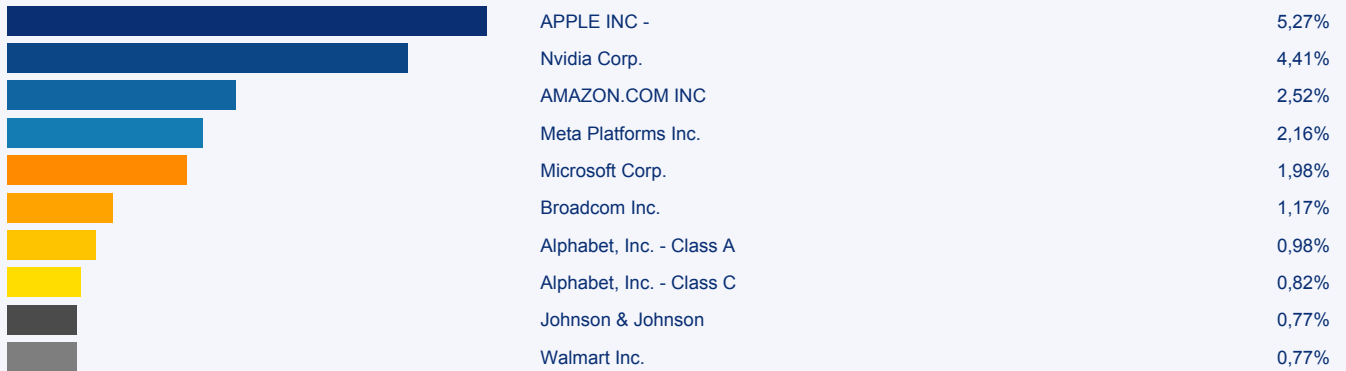 APPLE INC - 5,27%
Nvidia Corp. 4,41%
AMAZON.COM INC 2,52%
Meta Platforms Inc. 2,16%
Microsoft Corp. 1,98%
Broadcom Inc. 1,17%
Alphabet, Inc. - Class A 0,98%
Alphabet, Inc. - Class C 0,82%
Johnson & Johnson 0,77%
Walmart Inc. 0,77%